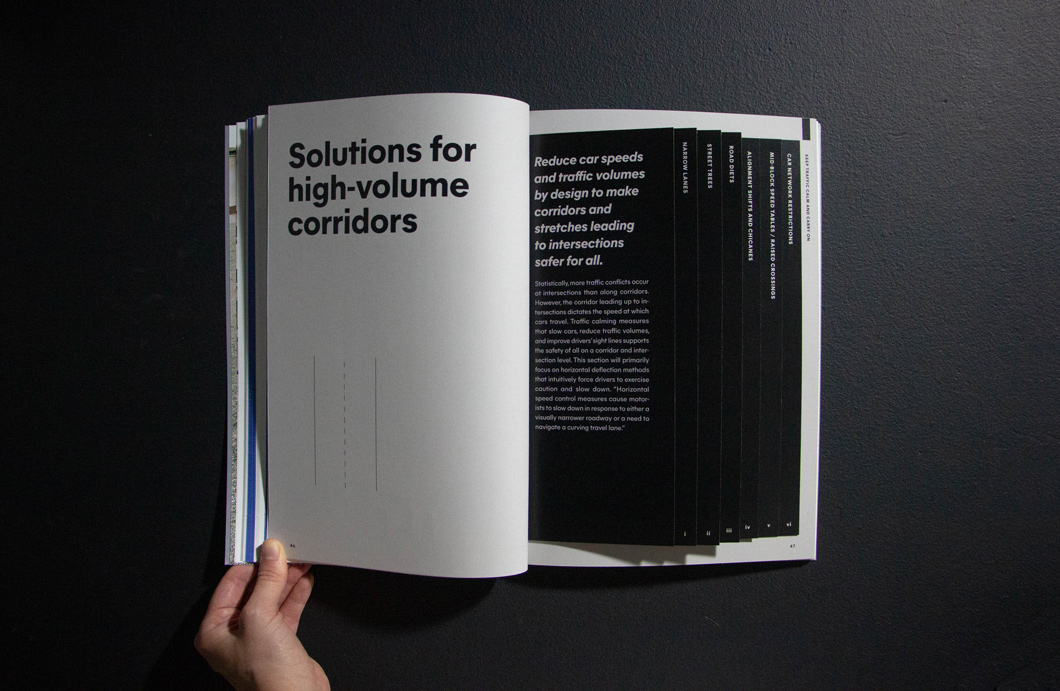 Solutions for
high-volume
corridors
46
Reduce car speeds
and traffic volumes
by design to make
corridors and
stretches leading
to intersections
safer for all.
Statistically, more traffic conflicts occur
at intersections than along corridors.
However, the corridor leading up to in-
tersections dictates the speed at which
cars travel. Traffic calming measures
that slow cars, reduce traffic volumes,
and improve drivers' sight lines supports
the safety of all on a corridor and inter-
section level. This section will primarily
focus on horizontal deflection methods
that intuitively force drivers to exercise
caution and slow down. "Horizontal
speed control measures cause motor-
ists to slow down in response to either a
visually narrower roadway or a need to
navigate a curving travel lane."
NARROW LANES
i
STREET TREES
ii
ROAD DIETS
iii
ALIGNMENT SHIFTS AND CHICANES
iv
MID-BLOCK SPEED TABLES / RAISED CROSSINGS
v
CAR NETWORK RESTRICTIONS
vi
KEEP TRAFFIC CALM AND CARRY ON
47